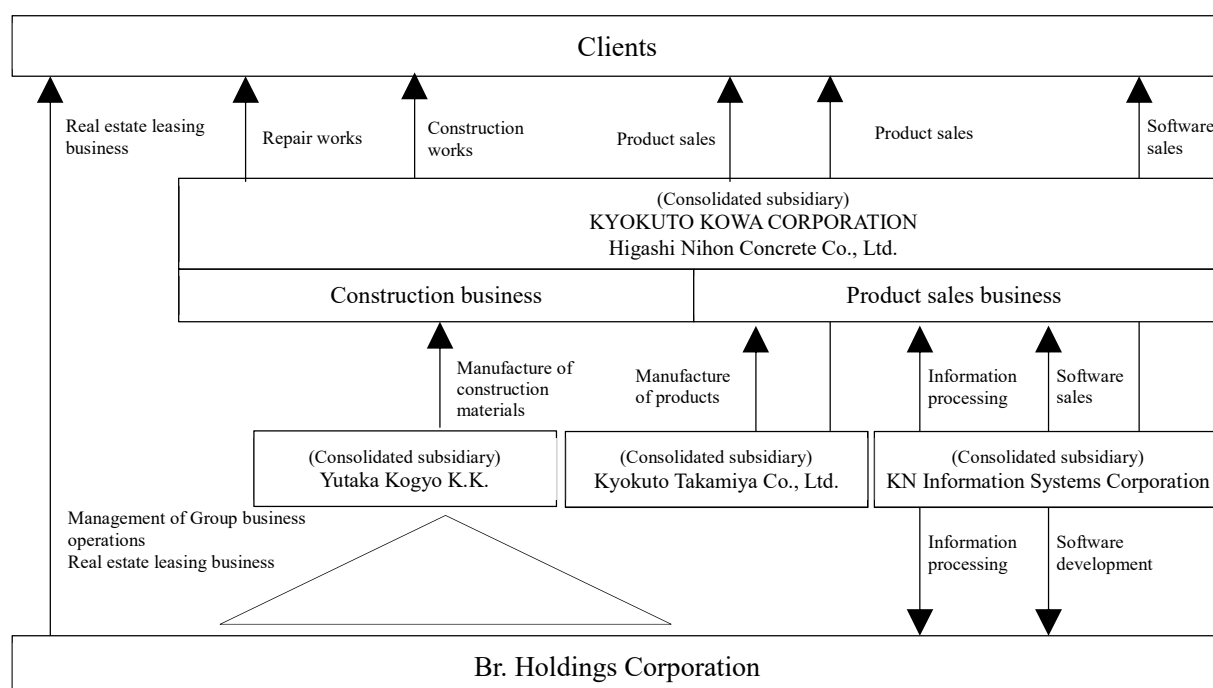 Clients
Real estate leasing
business
Repair works
Construction
works
Product sales
Product sales
Software
sales
(Consolidated subsidiary)
KYOKUTO KOWA CORPORATION
Higashi Nihon Concrete Co., Ltd.
Construction business
Product sales business
Manufacture of
construction
materials
Manufacture
of products
Information
processing
Software
sales
(Consolidated subsidiary)
Yutaka Kogyo K.K.
(Consolidated subsidiary)
Kyokuto Takamiya Co., Ltd.
(Consolidated subsidiary)
KN Information Systems Corporation
Management of Group business
operations
Real estate leasing business
Information
processing
Software
development
Br. Holdings Corporation